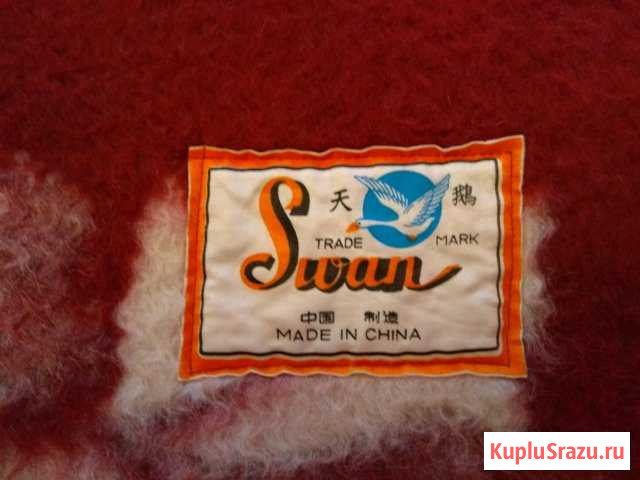 天 鵝
TRADE MARK
Swan
中国 制造
MADE IN CHINA
KupluSrazu.ru